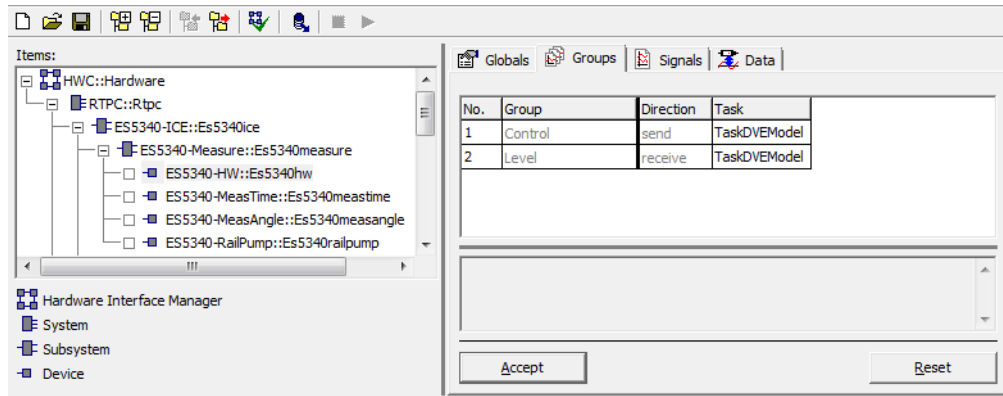 Items:
HWC::Hardware
RTPC::Rtpc
ES5340-ICE::Es5340ice
ES5340-Measure::Es5340measure
ES5340-HW::Es5340hw
ES5340-MeasTime::Es5340meastime
ES5340-MeasAngle::Es5340measangle
ES5340-RailPump::Es5340railpump
Hardware Interface Manager
System
Subsystem
Device
Globals Groups Signals Data
No. Group Direction Task
1 Control send TaskDVEModel
2 Level receive TaskDVEModel
Accept Reset